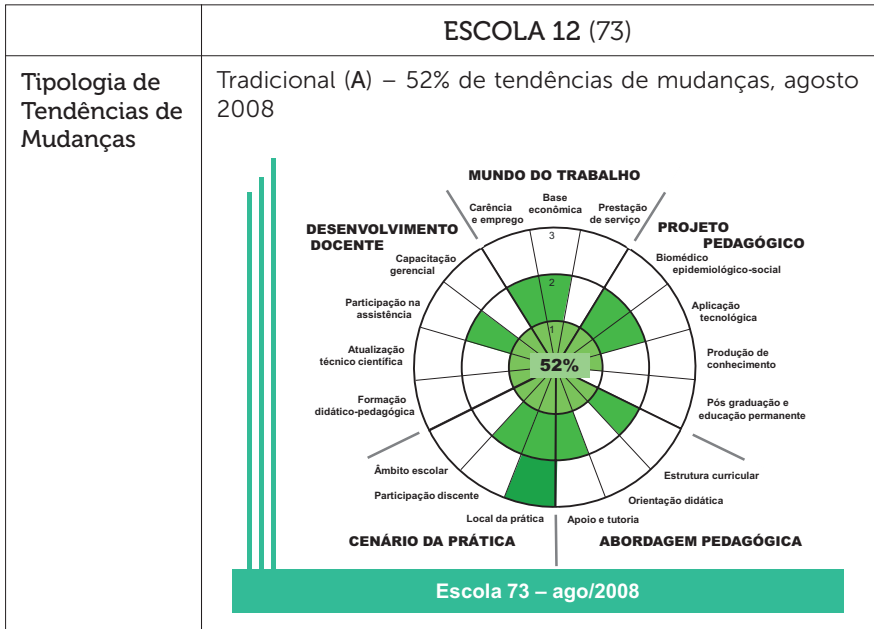 ESCOLA 12 (73)
Tipologia de
Tendências de
Mudanças
Tradicional (A) – 52% de tendências de mudanças, agosto
2008
MUNDO DO TRABALHO
Carência
e emprego
Base
econômica
Prestação
de serviço
DESENVOLVIMENTO
DOCENTE
PROJETO
PEDAGÓGICO
Capacitação
gerencial
Biomédico
epidemiológico-social
Participação na
assistência
Aplicação
tecnológica
Atualização
técnico científica
Produção de
conhecimento
Formação
didático-pedagógica
Pós graduação e
educação permanente
3
2
1
52%
Âmbito escolar
Estrutura curricular
Participação discente
Orientação didática
Local da prática
Apoio e tutoria
CENÁRIO DA PRÁTICA
ABORDAGEM PEDAGÓGICA
Escola 73 – ago/2008